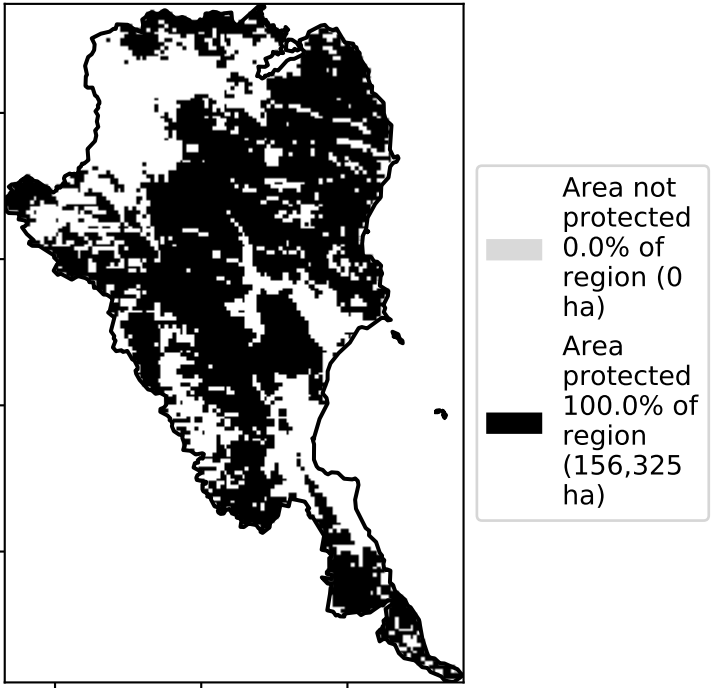 Area not
protected
0.0% of
region (0
ha)
Area
protected
100.0% of
region
(156,325
ha)